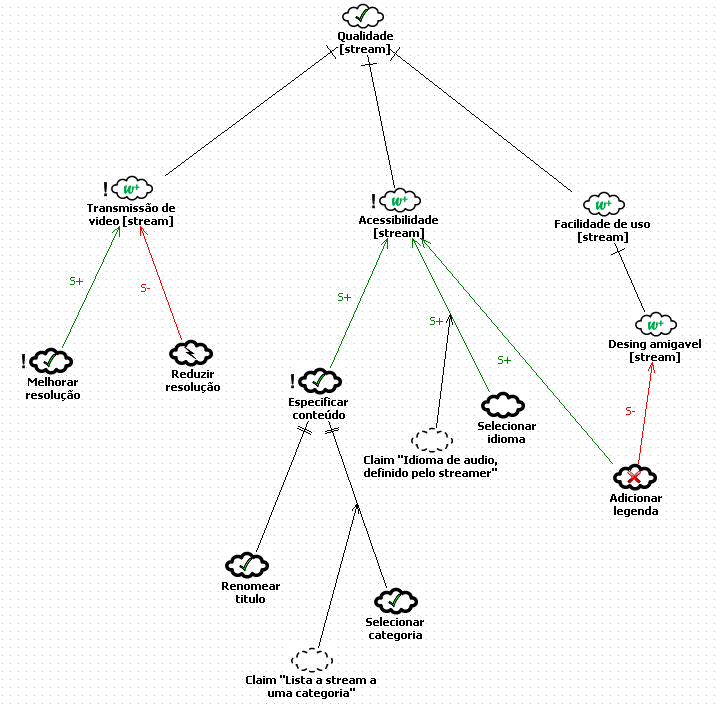 Qualidade
[stream]
! W+
Transmissão de
video [stream]
! W+
Acessibilidade
[stream]
W+
Facilidade de uso
[stream]
S+
S-
S+
S+
S+
S-
W+
Desing amigavel
[stream]
!
Melhorar
resolução
Reduzir
resolução
!
Especificar
conteúdo
Selecionar
idioma
Claim "Idioma de audio,
definido pelo streamer"
Adicionar
legenda
Renomear
titulo
Selecionar
categoria
Claim "Lista a stream a
uma categoria"